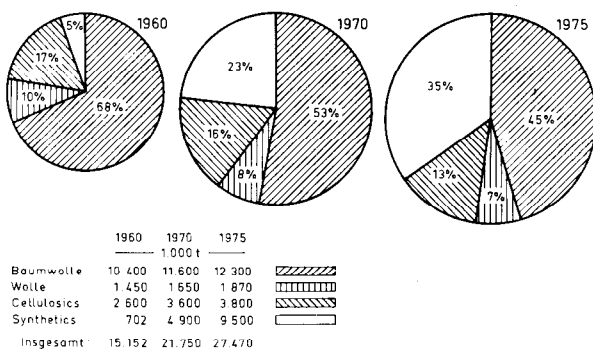 1960
5%
17%
10%
68%
1970
23%
53%
16%
8%
1975
35%
45%
13%
7%
1960 1970 1975
1.000 t
Baumwolle 10 400 11.600 12 300
Wolle 1.450 1 650 1 870
Cellulosics 2 600 3 600 3 800
Synthetics 702 4 900 9 500
Insgesamt 15.152 21.750 27.470